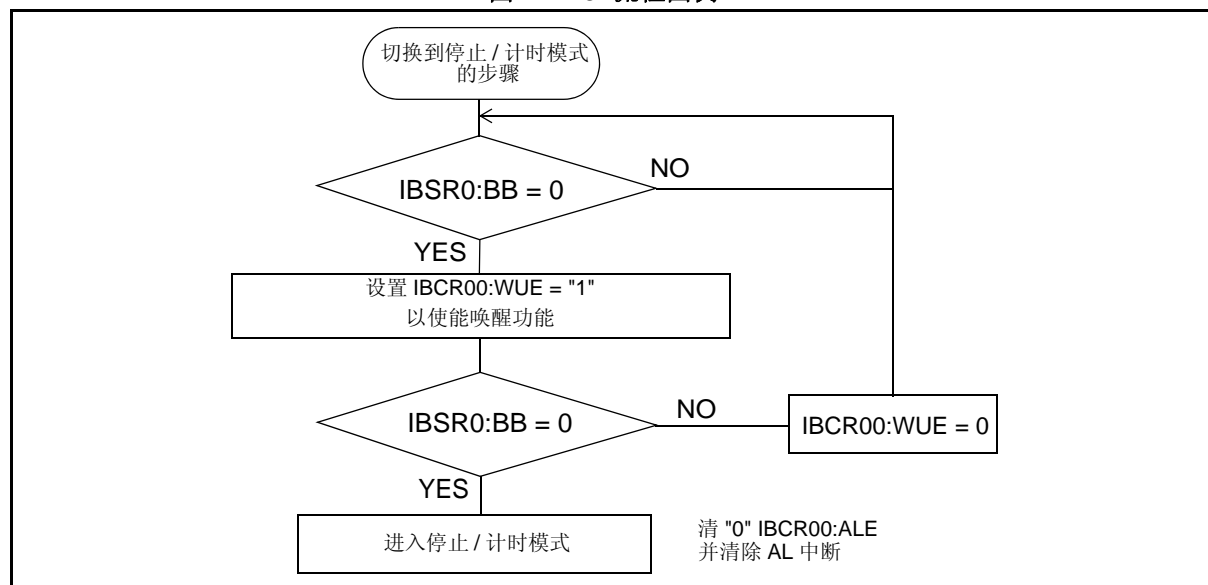 切换到停止 / 计时模式
的步骤
IBSR0:BB = 0
NO
YES
设置 IBCR00:WUE = "1"
以使能唤醒功能
IBSR0:BB = 0
NO
IBCR00:WUE = 0
YES
进入停止 / 计时模式
清 "0" IBCR00:ALE
并清除 AL 中断